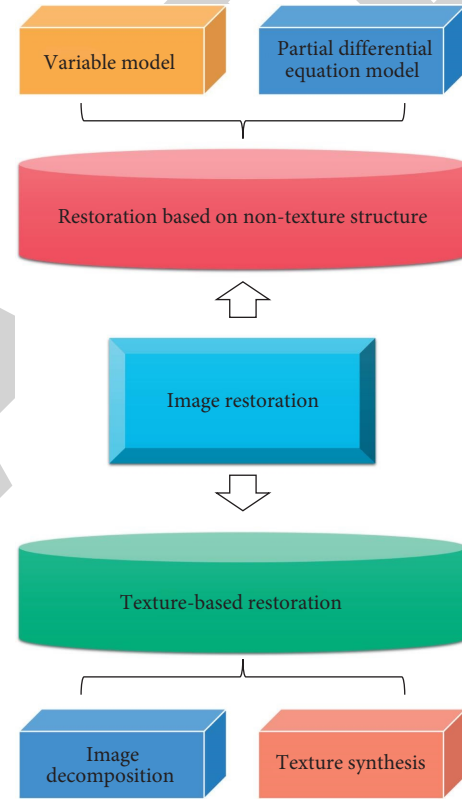 Variable model
Partial differential
equation model
Restoration based on non-texture structure
Image restoration
Texture-based restoration
Image
decomposition
Texture synthesis